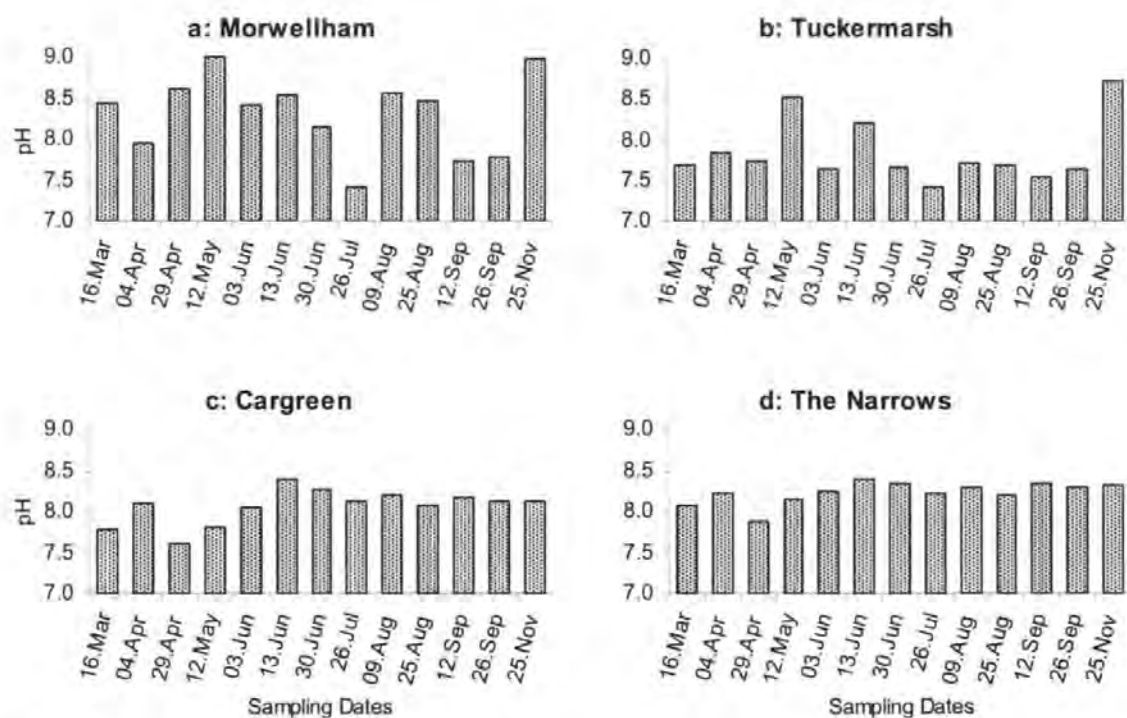 a: Morwellham
pH
9.0
8.5
8.0
7.5
7.0
16.Mar
04.Apr
29.Apr
12.May
03.Jun
13.Jun
30.Jun
26.Jul
09.Aug
25.Aug
12.Sep
26.Sep
25.Nov
b: Tuckermarsh
9.0
8.5
8.0
7.5
7.0
16.Mar
04.Apr
29.Apr
12.May
03.Jun
13.Jun
30.Jun
26.Jul
09.Aug
25.Aug
12.Sep
26.Sep
25.Nov
c: Cargreen
pH
9.0
8.5
8.0
7.5
7.0
16.Mar
04.Apr
29.Apr
12.May
03.Jun
13.Jun
30.Jun
26.Jul
09.Aug
25.Aug
12.Sep
26.Sep
25.Nov
Sampling Dates
d: The Narrows
9.0
8.5
8.0
7.5
7.0
16.Mar
04.Apr
29.Apr
12.May
03.Jun
13.Jun
30.Jun
26.Jul
09.Aug
25.Aug
12.Sep
26.Sep
25.Nov
Sampling Dates